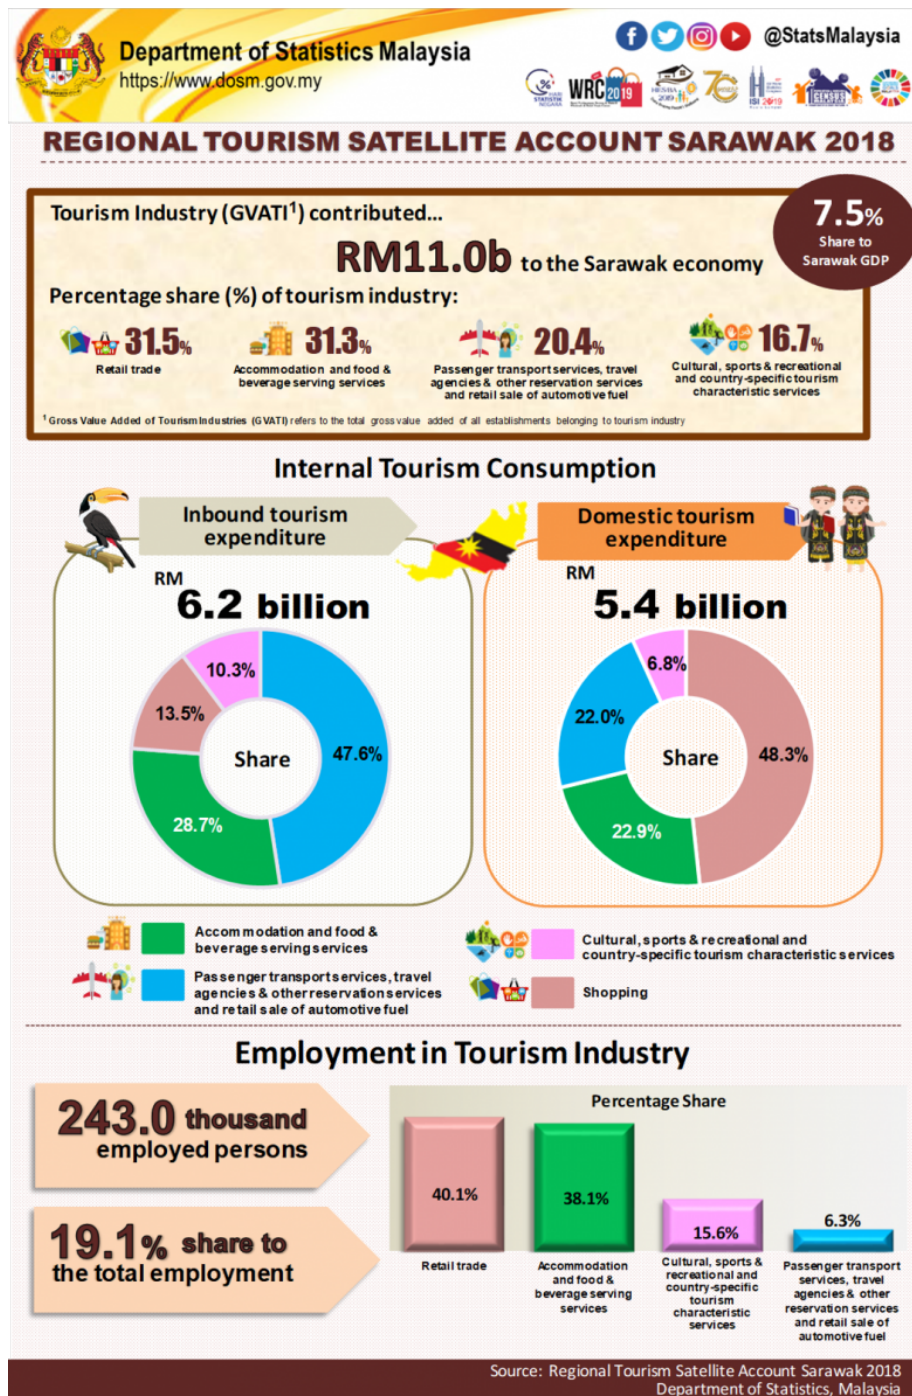 Department of Statistics Malaysia
https://www.dosm.gov.my
@StatsMalaysia
WRC
2019
ISI 2019
CENSUS
REGIONAL TOURISM SATELLITE ACCOUNT SARAWAK 2018
Tourism Industry (GVATI¹) contributed...
RM11.0b to the Sarawak economy
7.5%
Share to
Sarawak GDP
Percentage share (%) of tourism industry:
31.5%
Retail trade
31.3%
Accommodation and food &
beverage serving services
20.4%
Passenger transport services, travel
agencies & other reservation services
and retail sale of automotive fuel
16.7%
Cultural, sports & recreational
and country-specific tourism
characteristic services
¹ Gross Value Added of Tourism Industries (GVATI) refers to the total gross value added of all establishments belonging to tourism industry
Internal Tourism Consumption
Inbound tourism
expenditure
RM
6.2 billion
10.3%
13.5%
47.6%
Share
28.7%
Domestic tourism
expenditure
RM
5.4 billion
6.8%
22.0%
48.3%
Share
22.9%
Accommodation and food &
beverage serving services
Passenger transport services, travel
agencies & other reservation services
and retail sale of automotive fuel
Cultural, sports & recreational and
country-specific tourism characteristic services
Shopping
Employment in Tourism Industry
243.0 thousand
employed persons
19.1% share to
the total employment
Percentage Share
40.1%
38.1%
15.6%
6.3%
Retail trade
Accommodation
and food &
beverage serving
services
Cultural, sports &
recreational and
country-specific
tourism
characteristic
services
Passenger transport
services, travel
agencies & other
reservation services
and retail sale of
automotive fuel
Source: Regional Tourism Satellite Account Sarawak 2018
Department of Statistics, Malaysia